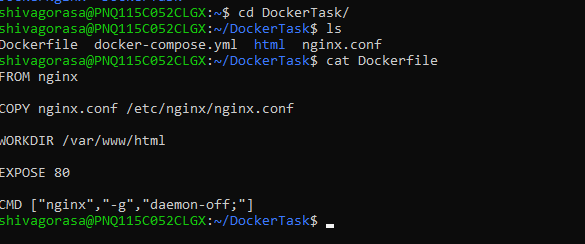 shivagorasa@PNQ115C052CLGX:~$ cd DockerTask/
shivagorasa@PNQ115C052CLGX:~/DockerTask$ ls
Dockerfile  docker-compose.yml  html  nginx.conf
shivagorasa@PNQ115C052CLGX:~/DockerTask$ cat Dockerfile
FROM nginx
COPY nginx.conf /etc/nginx/nginx.conf
WORKDIR /var/www/html
EXPOSE 80
CMD ["nginx","-g","daemon-off;"]
shivagorasa@PNQ115C052CLGX:~/DockerTask$